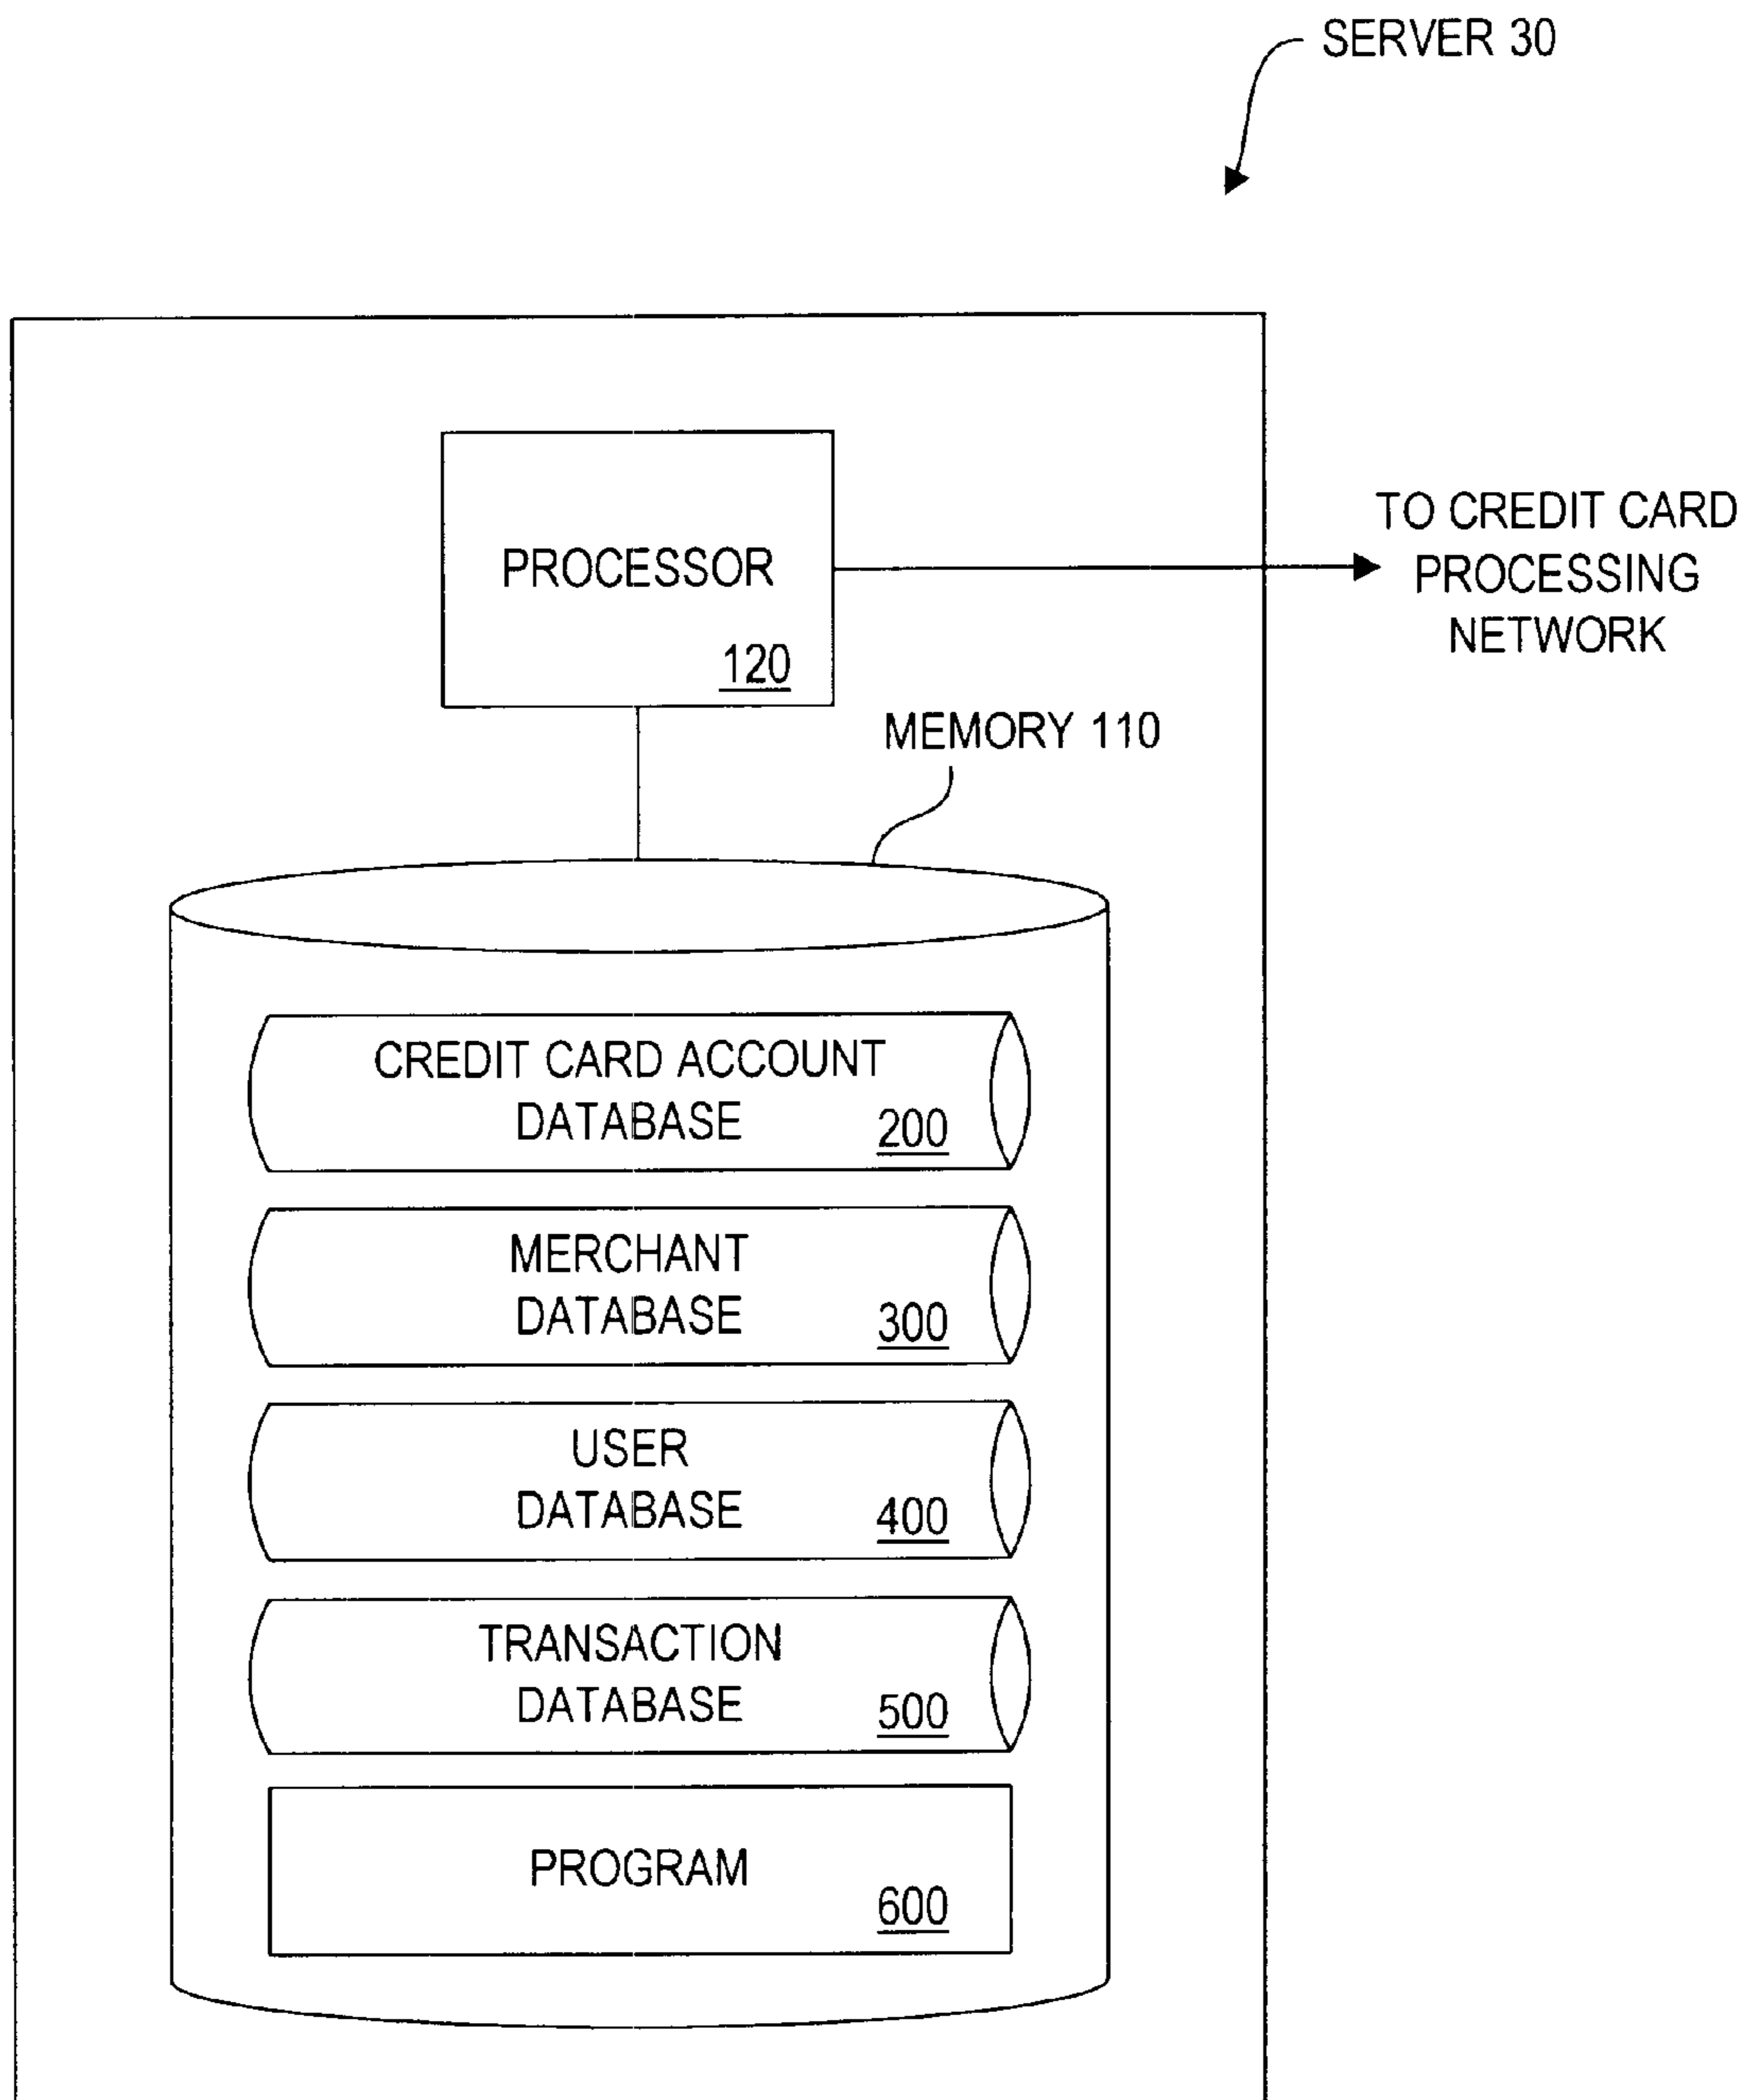 SERVER 30
TO CREDIT CARD
PROCESSING
NETWORK
PROCESSOR
120
MEMORY 110
CREDIT CARD ACCOUNT
DATABASE 200
MERCHANT
DATABASE 300
USER
DATABASE 400
TRANSACTION
DATABASE 500
PROGRAM
600